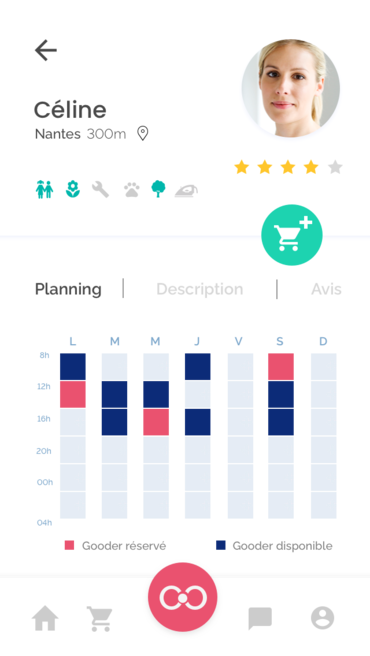 Céline
Nantes 300m
Planning | Description | Avis
L M M J V S D
8h
12h
16h
20h
00h
04h
Gooder réservé Gooder disponible